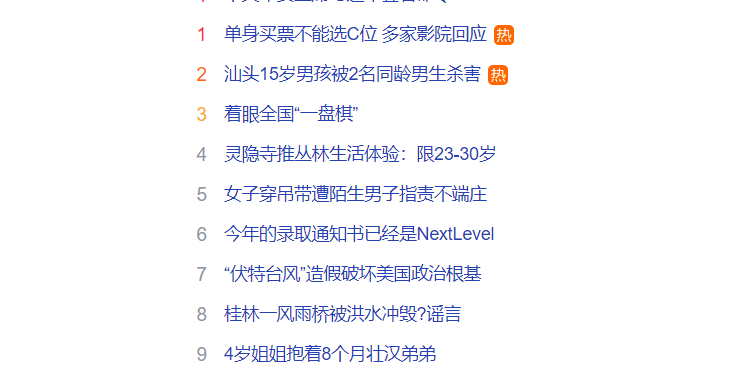 1 单身买票不能选C位 多家影院回应 热
2 汕头15岁男孩被2名同龄男生杀害 热
3 着眼全国“一盘棋”
4 灵隐寺推丛林生活体验：限23-30岁
5 女子穿吊带遭陌生男子指责不端庄
6 今年的录取通知书已经是NextLevel
7 “伏特台风”造假破坏美国政治根基
8 桂林一风雨桥被洪水冲毁?谣言
9 4岁姐姐抱着8个月壮汉弟弟